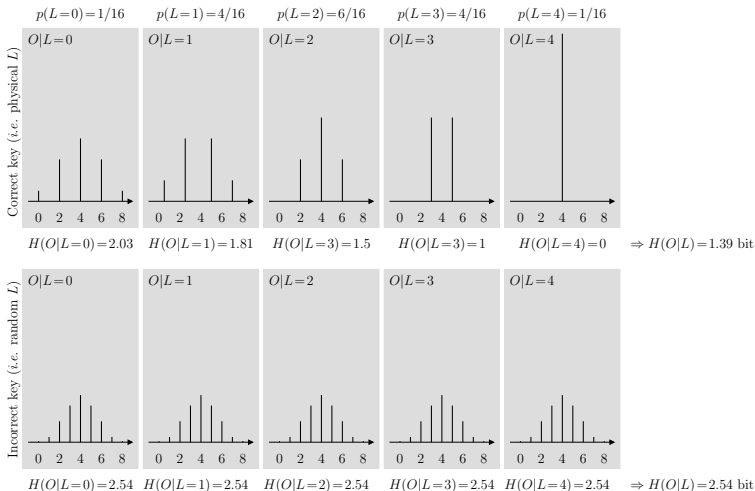 p(L=0)=1/16 p(L=1)=4/16 p(L=2)=6/16 p(L=3)=4/16 p(L=4)=1/16
Correct key (i.e. physical L)
O|L=0 O|L=1 O|L=2 O|L=3 O|L=4
0 2 4 6 8 0 2 4 6 8 0 2 4 6 8 0 2 4 6 8 0 2 4 6 8
H(O|L=0)=2.03 H(O|L=1)=1.81 H(O|L=3)=1.5 H(O|L=3)=1 H(O|L=4)=0 ⇒ H(O|L)=1.39 bit
Incorrect key (i.e. random L)
O|L=0 O|L=1 O|L=2 O|L=3 O|L=4
0 2 4 6 8 0 2 4 6 8 0 2 4 6 8 0 2 4 6 8 0 2 4 6 8
H(O|L=0)=2.54 H(O|L=1)=2.54 H(O|L=2)=2.54 H(O|L=3)=2.54 H(O|L=4)=2.54 ⇒ H(O|L)=2.54 bit